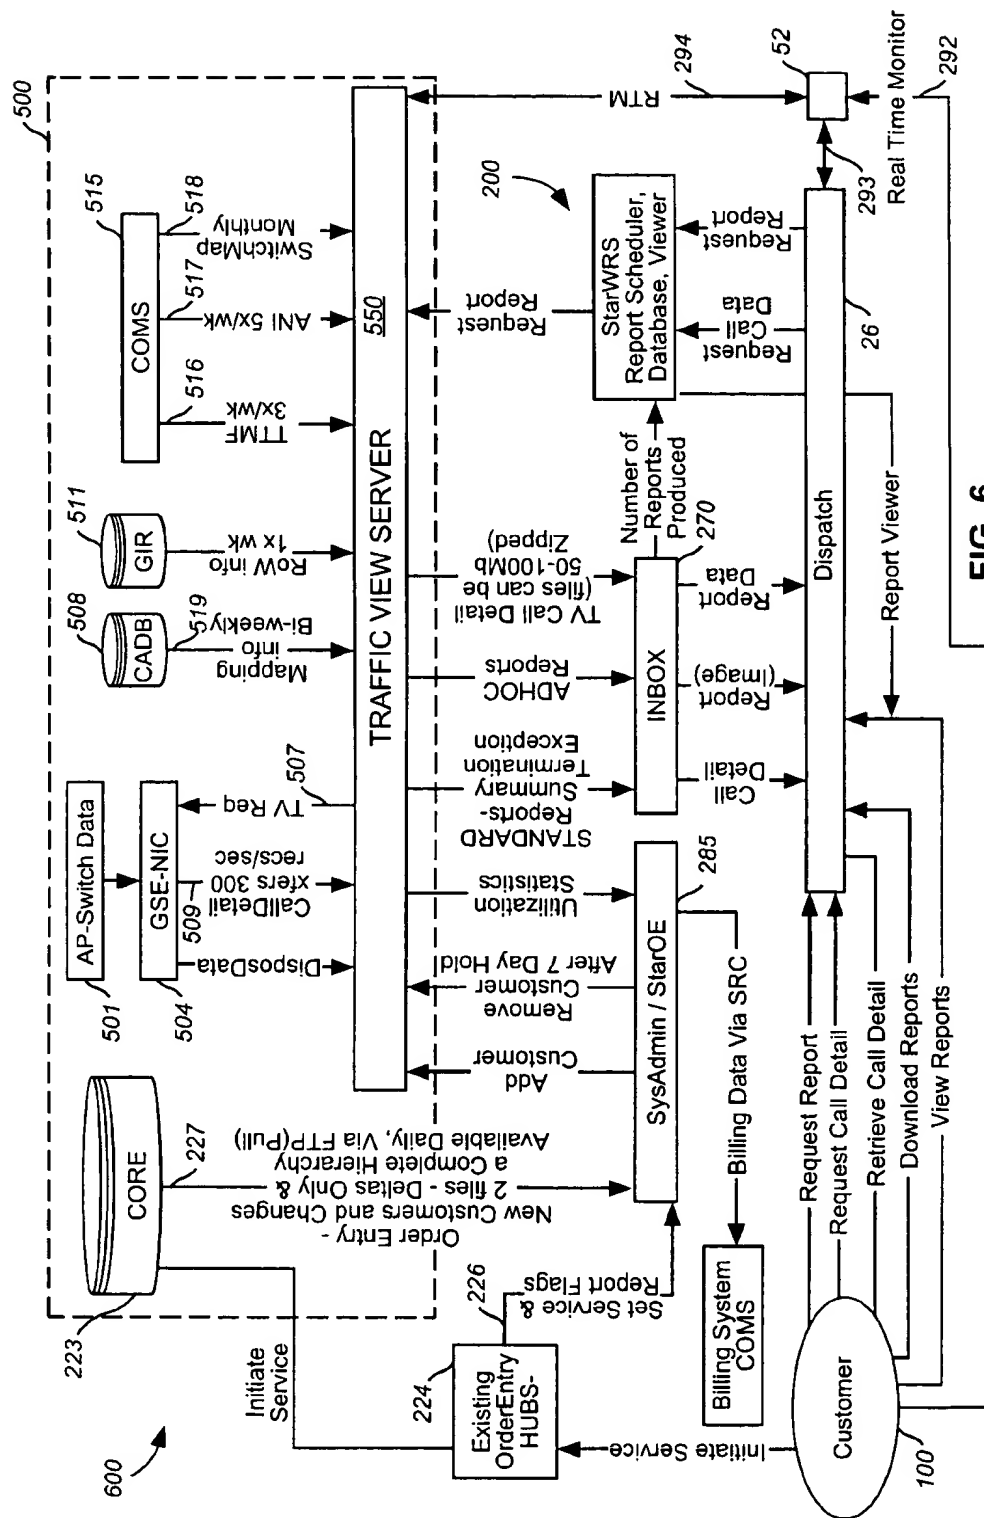 600
223
CORE
227
Order Entry -
New Customers and Changes
2 files - Deltas Only &
a Complete Hierarchy
Available Daily, Via FTP(Pull)
Initiate
Service
224
Existing
OrderEntry
HUBS-
226
Set Service &
Report Flags
Initiate Service
500
AP-Switch Data
501
GSE-NIC
504
DisposData
509
CallDetail
xfers 300
recs/sec
TV Req
507
508
CADB
519
Mapping
info
Bi-weekly
511
GIR
RoW info
1x wk
515
COMS
516
TTMF
3x/wk
517
ANI 5x/wk
518
SwitchMap
Monthly
TRAFFIC VIEW SERVER
550
Add
Customer
Remove
Customer
After 7 Day Hold
Utilization
Statistics
STANDARD
Reports-
Summary
Termination
Exception
ADHOC
Reports
TV Call Detail
(files can be
50-100Mb
Zipped)
Request
Report
RTM
294
SysAdmin / StarOE
285
Billing Data Via SRC
Billing System
COMS
INBOX
270
Number of
Reports
Produced
200
StarWRS
Report Scheduler,
Database, Viewer
Call
Detail
Report
(Image)
Report
Data
Request
Call
Data
Request
Report
Dispatch
26
293
52
Real Time Monitor
292
Report Viewer
Customer
100
Request Report
Request Call Detail
Retrieve Call Detail
Download Reports
View Reports
FIG. 6